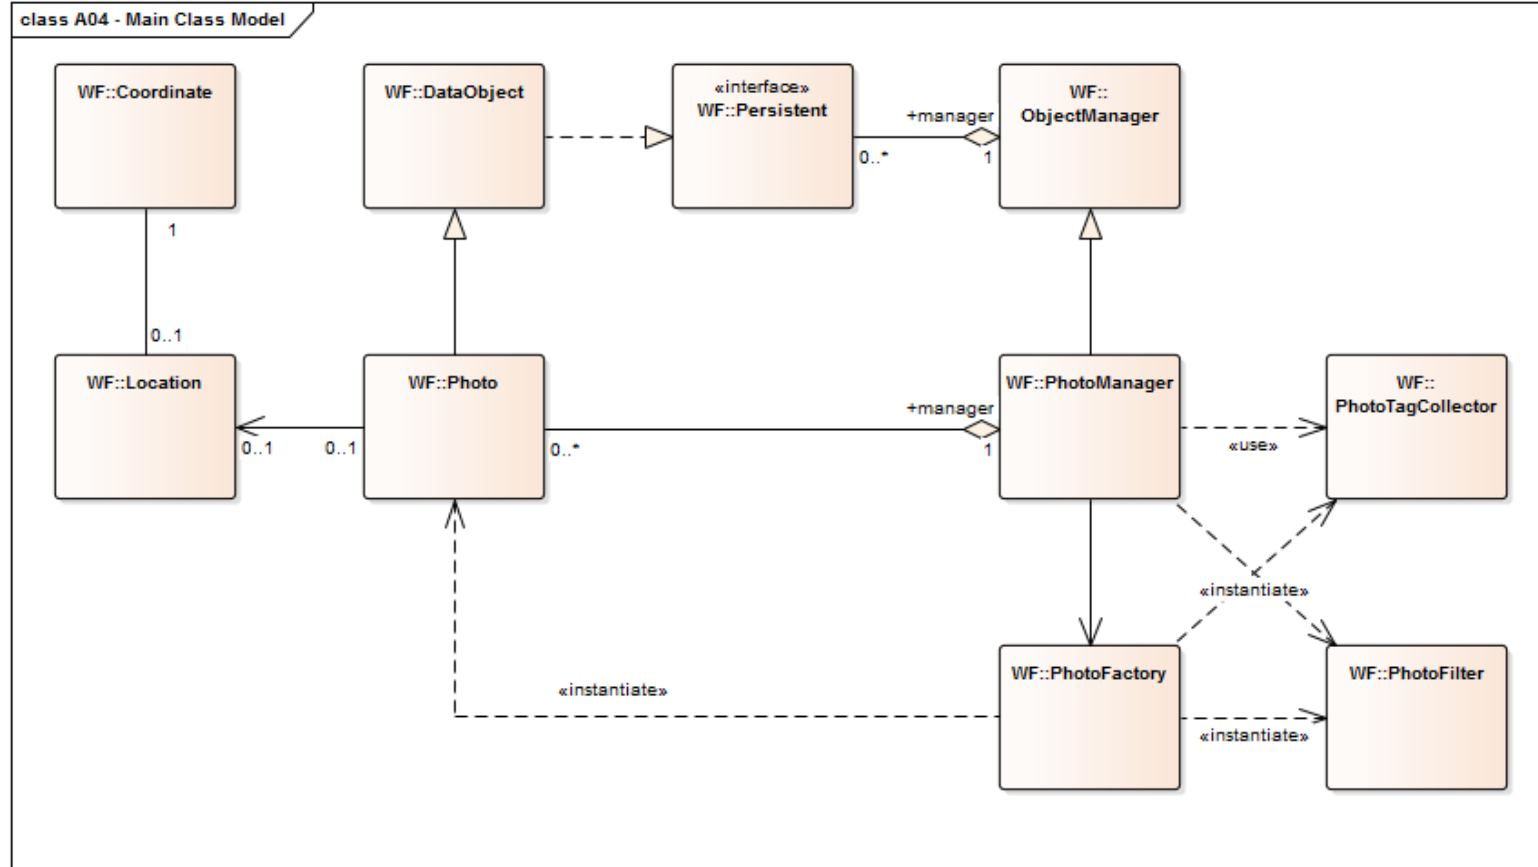 class A04 - Main Class Model
WF::Coordinate
WF::DataObject
«interface»
WF::Persistent
WF::
ObjectManager
+manager
0..*
1
1
0..1
WF::Location
WF::Photo
WF::PhotoManager
WF::
PhotoTagCollector
+manager
0..1
0..1
0..*
1
«use»
«instantiate»
WF::PhotoFactory
WF::PhotoFilter
«instantiate»
«instantiate»